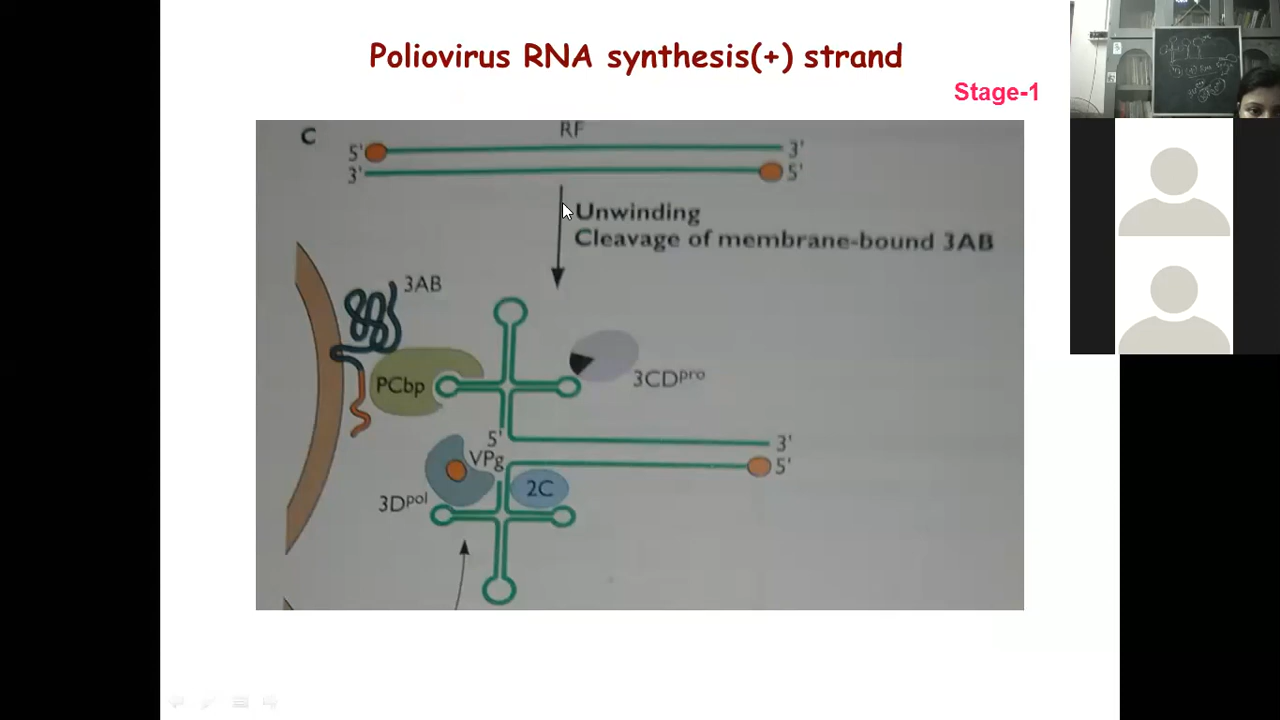 Poliovirus RNA synthesis(+) strand
Stage-1
C
RF
5' 3'
3' 5'
Unwinding
Cleavage of membrane-bound 3AB
3AB
PCbp
3CDpro
5' 3'
VPg 5'
2C
3Dpol